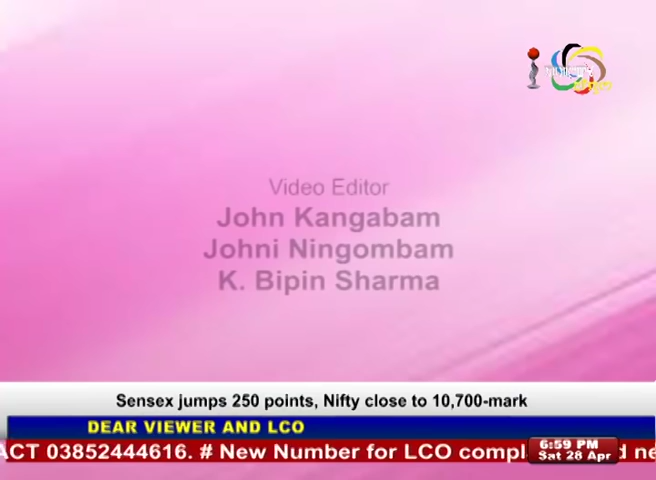 Video Editor
John Kangabam
Johni Ningombam
K. Bipin Sharma
Sensex jumps 250 points, Nifty close to 10,700-mark
DEAR VIEWER AND LCO
ACT 03852444616. # New Number for LCO compl
6:59 PM
Sat 28 Apr
d ne